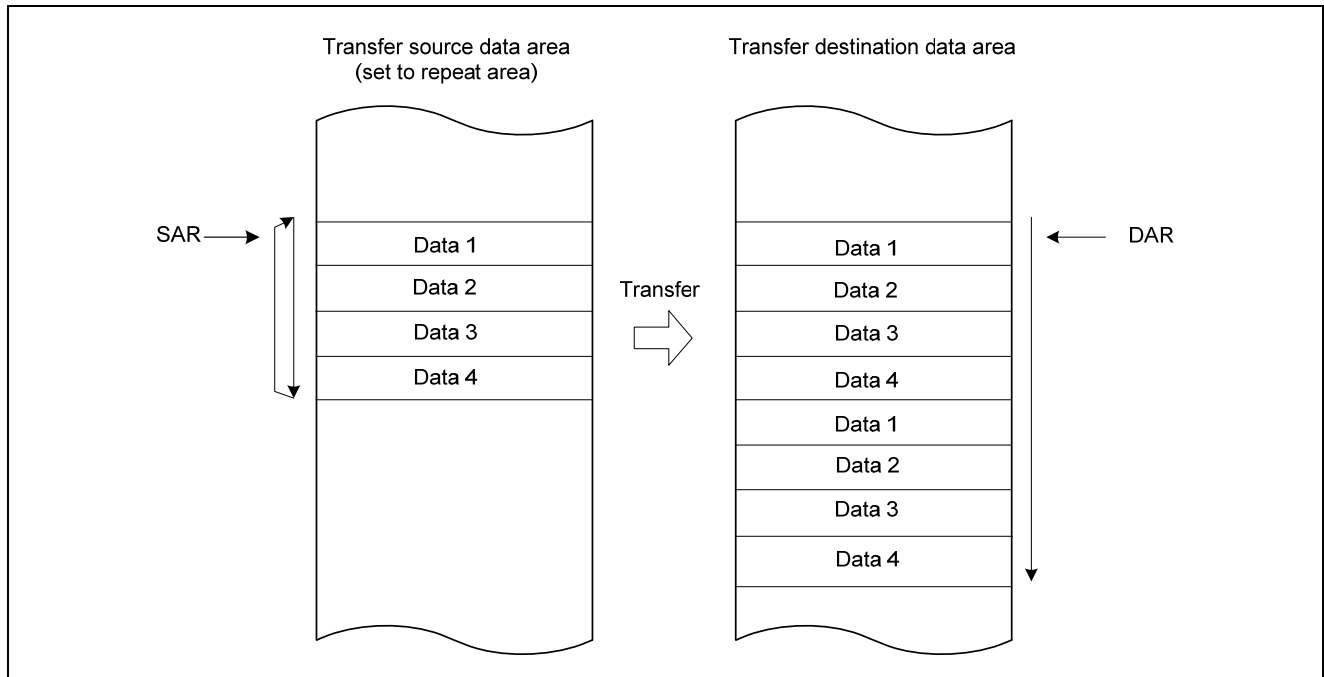 Transfer source data area
(set to repeat area)
Transfer destination data area
SAR
Data 1
Data 2
Data 3
Data 4
Transfer
Data 1
Data 2
Data 3
Data 4
Data 1
Data 2
Data 3
Data 4
DAR